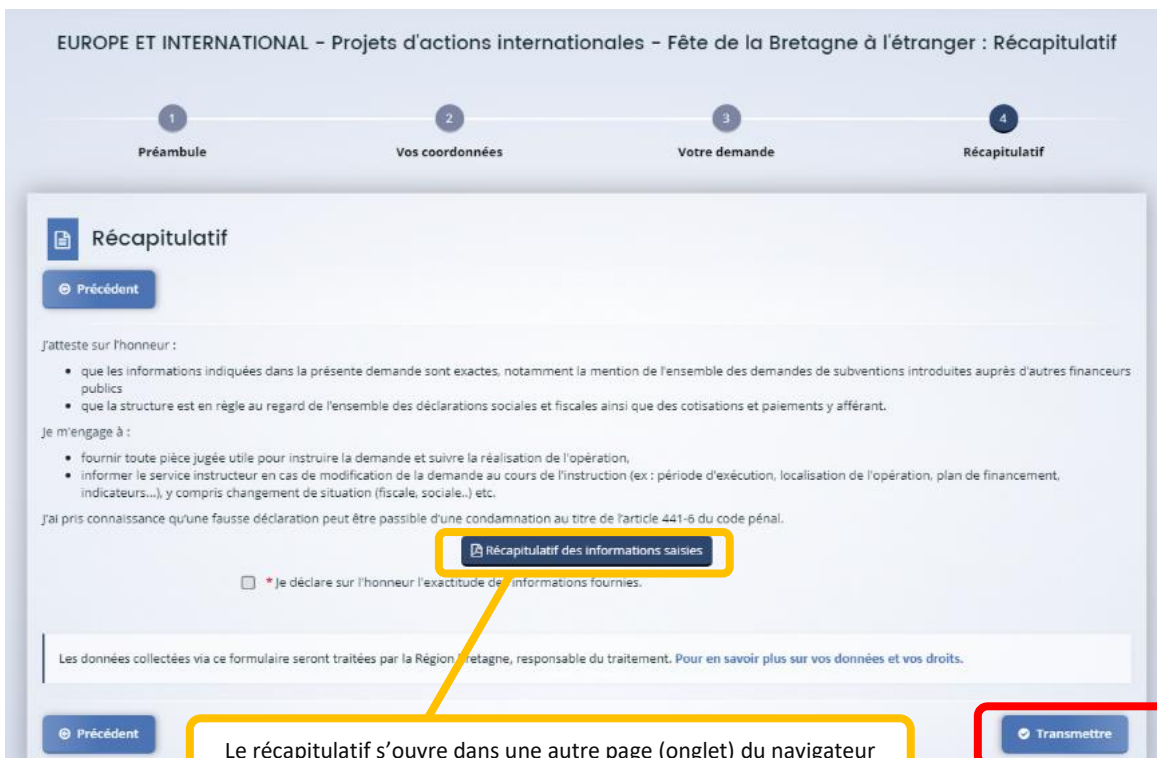 EUROPE ET INTERNATIONAL - Projets d'actions internationales - Fête de la Bretagne à l'étranger : Récapitulatif
1
2
3
4
Préambule
Vos coordonnées
Votre demande
Récapitulatif
Récapitulatif
Précédent
J'atteste sur l'honneur :
• que les informations indiquées dans la présente demande sont exactes, notamment la mention de l'ensemble des demandes de subventions introduites auprès d'autres financeurs
publics
• que la structure est en règle au regard de l'ensemble des déclarations sociales et fiscales ainsi que des cotisations et paiements y afférant.
Je m'engage à :
• fournir toute pièce jugée utile pour instruire la demande et suivre la réalisation de l'opération,
• informer le service instructeur en cas de modification de la demande au cours de l'instruction (ex : période d'exécution, localisation de l'opération, plan de financement,
indicateurs...), y compris changement de situation (fiscale, sociale..) etc.
J'ai pris connaissance qu'une fausse déclaration peut être passible d'une condamnation au titre de l'article 441-6 du code pénal.
Récapitulatif des informations saisies
* Je déclare sur l'honneur l'exactitude des informations fournies.
Les données collectées via ce formulaire seront traitées par la Région Bretagne, responsable du traitement. Pour en savoir plus sur vos données et vos droits.
Précédent
Le récapitulatif s'ouvre dans une autre page (onglet) du navigateur
Transmettre